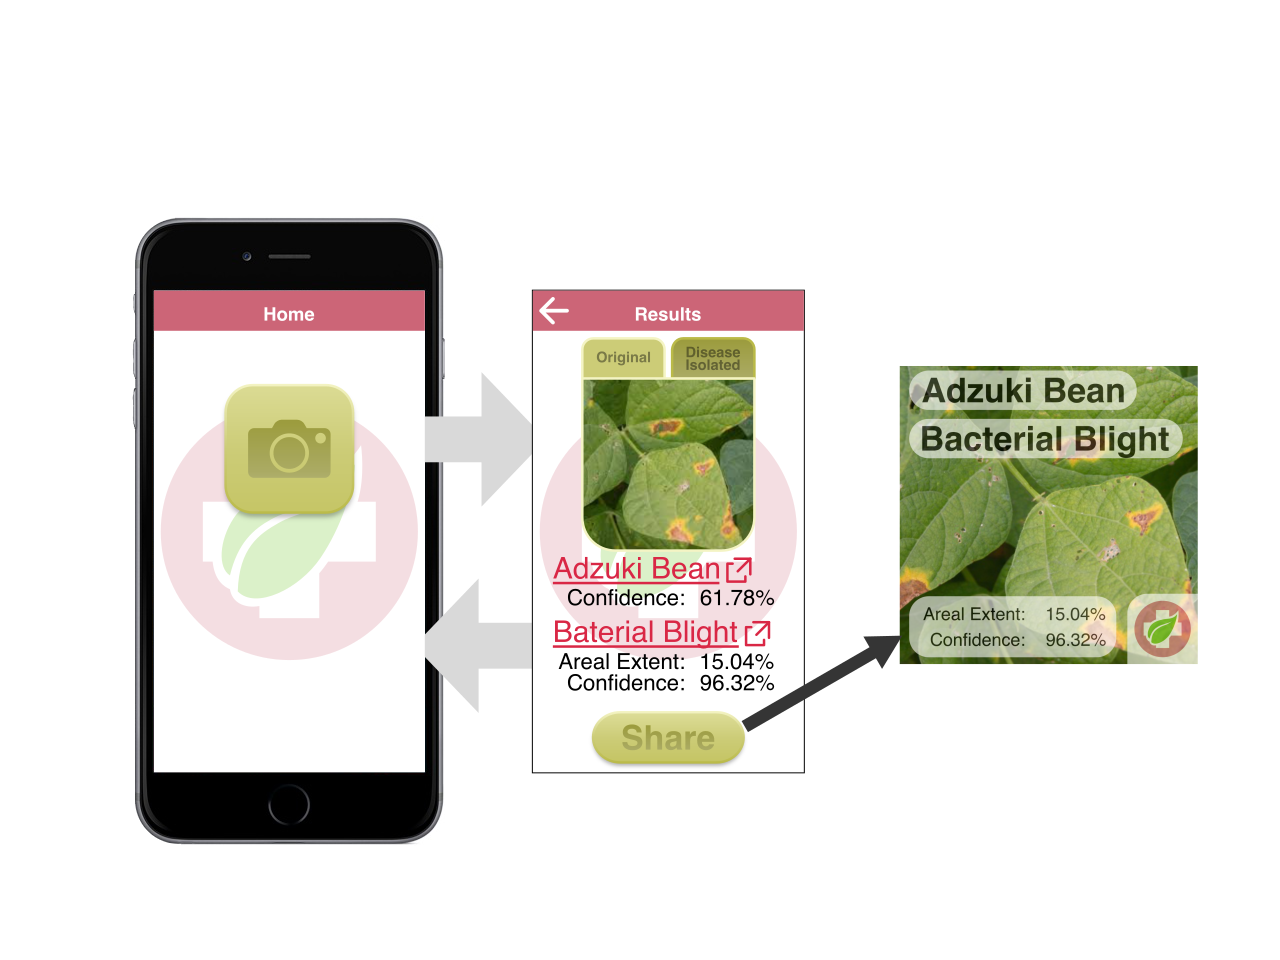 Home
Results
Original
Disease
Isolated
Adzuki Bean
Confidence: 61.78%
Baterial Blight
Areal Extent: 15.04%
Confidence: 96.32%
Share
Adzuki Bean
Bacterial Blight
Areal Extent: 15.04%
Confidence: 96.32%